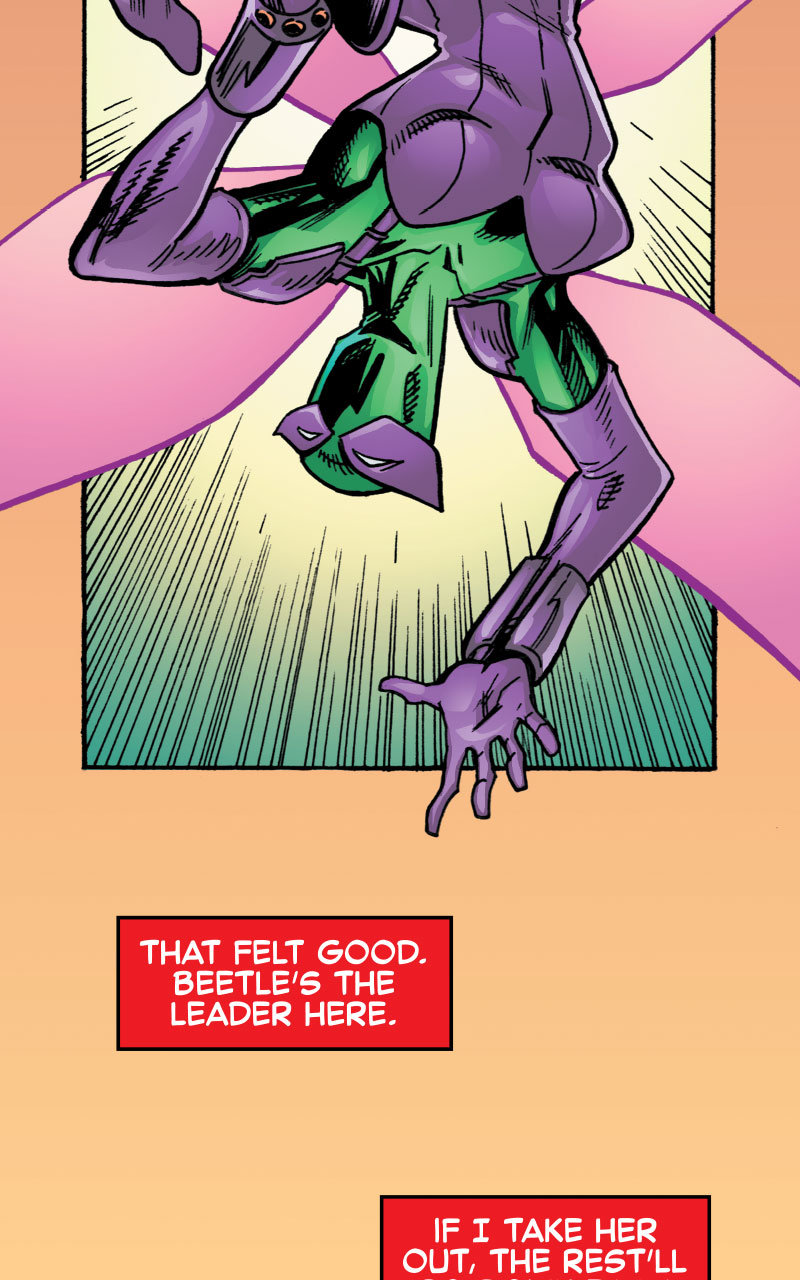 THAT FELT GOOD.
BEETLE'S THE
LEADER HERE.
IF I TAKE HER
OUT, THE REST'LL